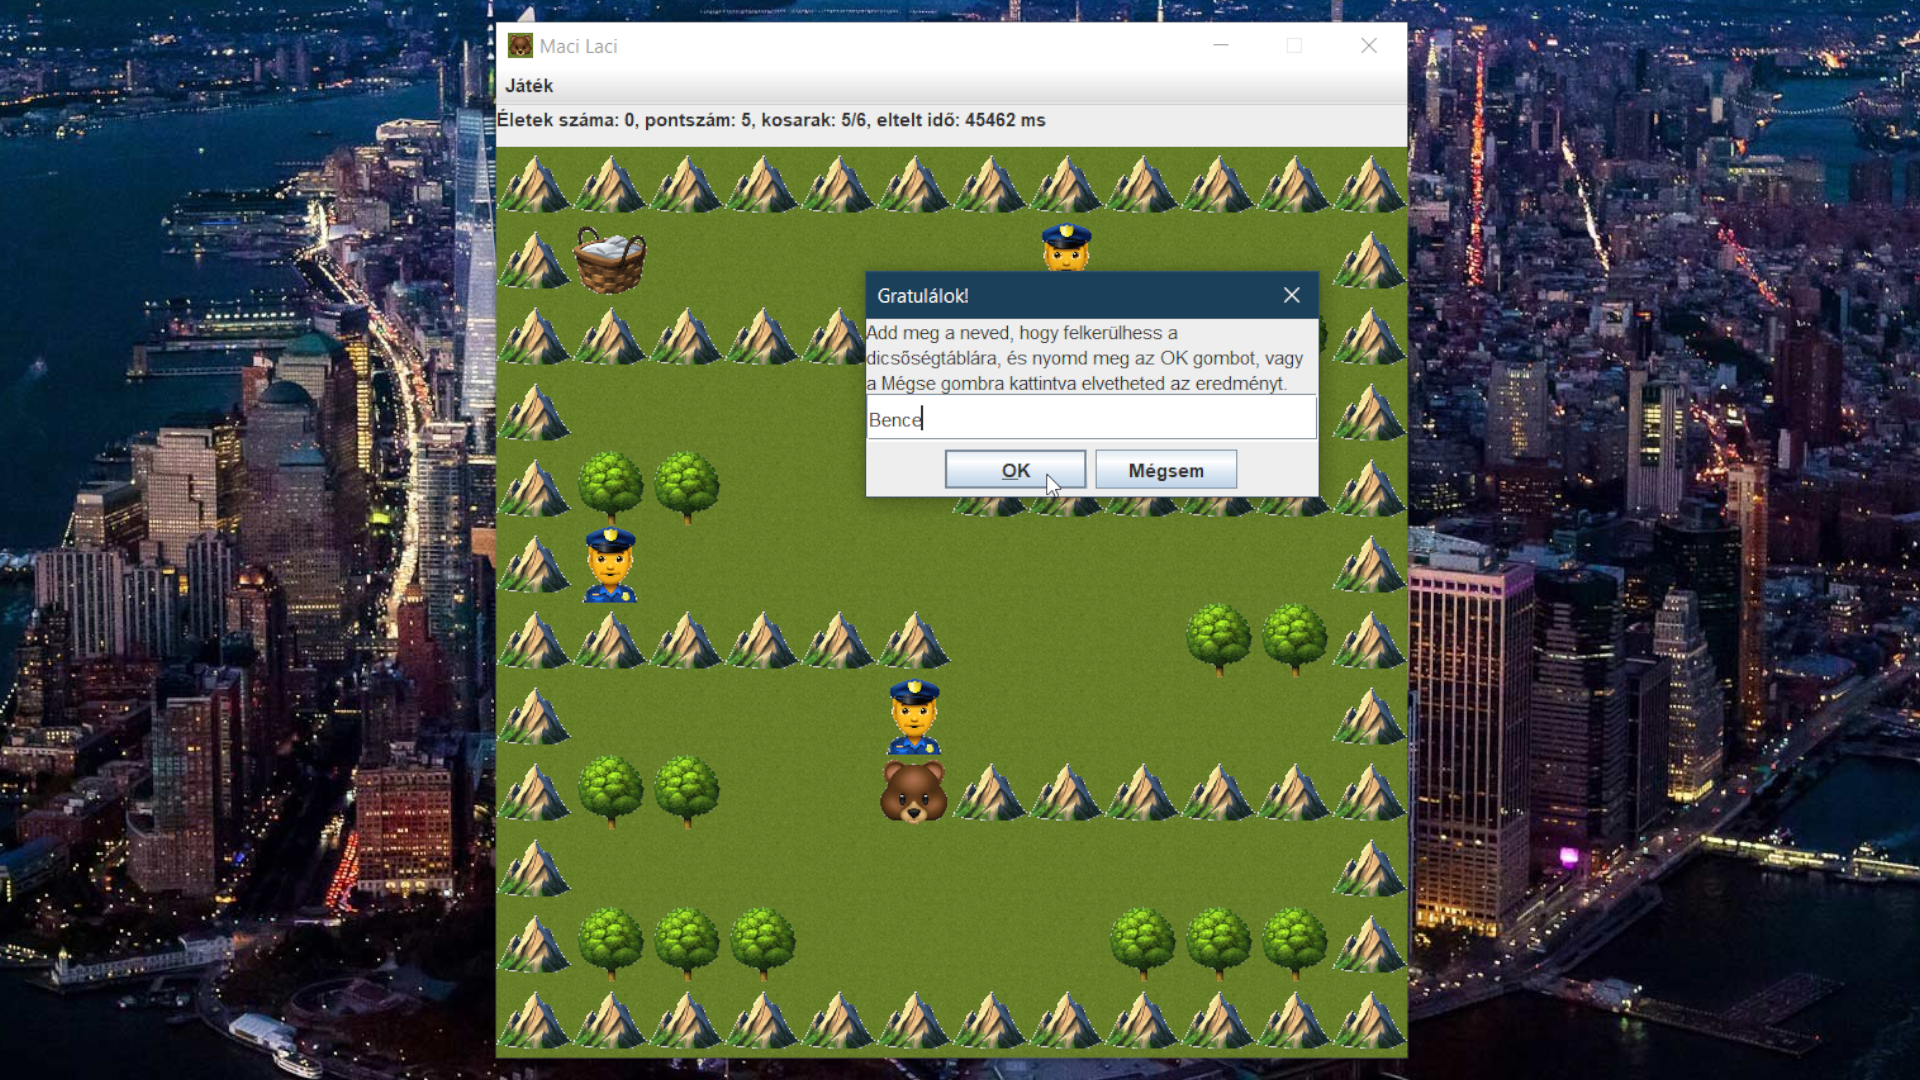 Maci Laci
Játék
Életek száma: 0, pontszám: 5, kosarak: 5/6, eltelt idő: 45462 ms
Gratulálok!
Add meg a neved, hogy felkerülhess a
dicsőségtáblára, és nyomd meg az OK gombot, vagy
a Mégse gombra kattintva elvetheted az eredményt.
Bence
OK
Mégsem